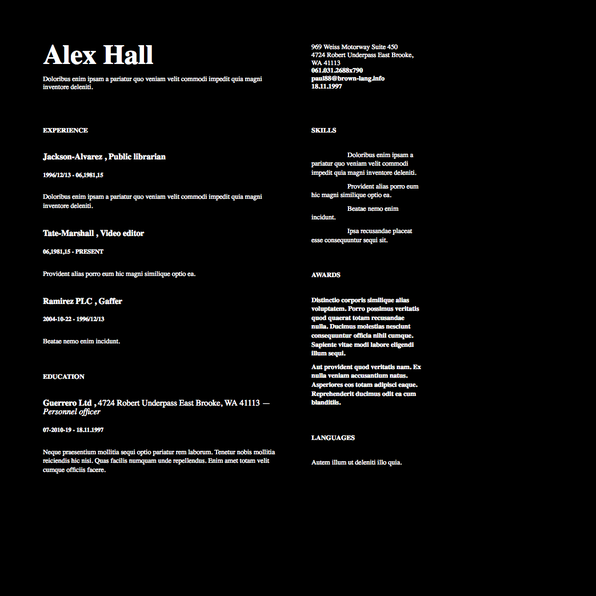 Alex Hall
Doloribus enim ipsam a pariatur quo veniam velit commodi impedit quia magni
inventore deleniti.
969 Weiss Motorway Suite 450
4724 Robert Underpass East Brooke,
WA 41113
061.031.2688x790
paul88@brown-lang.info
18.11.1997
EXPERIENCE
Jackson-Alvarez , Public librarian
1996/12/13 - 06,1981,15
Doloribus enim ipsam a pariatur quo veniam velit commodi impedit quia magni
inventore deleniti.
Tate-Marshall , Video editor
06,1981,15 - PRESENT
Provident alias porro eum hic magni similique optio ea.
Ramirez PLC , Gaffer
2004-10-22 - 1996/12/13
Beatae nemo enim incidunt.
EDUCATION
Guerrero Ltd , 4724 Robert Underpass East Brooke, WA 41113 —
Personnel officer
07-2010-19 - 18.11.1997
Neque praesentium mollitia sequi optio pariatur rem laborum. Tenetur nobis mollitia
reiciendis hic nisi. Quas facilis numquam unde repellendus. Enim amet totam velit
cumque officiis facere.
SKILLS
Doloribus enim ipsam a
pariatur quo veniam velit commodi
impedit quia magni inventore deleniti.
Provident alias porro eum
hic magni similique optio ea.
Beatae nemo enim
incidunt.
Ipsa recusandae placeat
esse consequuntur sequi sit.
AWARDS
Distinctio corporis similique alias
voluptatem. Porro possimus veritatis
quod quaerat totam recusandae
nulla. Ducimus molestias nesciunt
consequuntur officia nihil cumque.
Sapiente vitae modi labore eligendi
illum sequi.
Aut provident quod veritatis nam. Ex
nulla veniam accusantium natus.
Asperiores eos totam adipisci eaque.
Reprehenderit ducimus odit ea cum
blanditiis.
LANGUAGES
Autem illum ut deleniti illo quia.